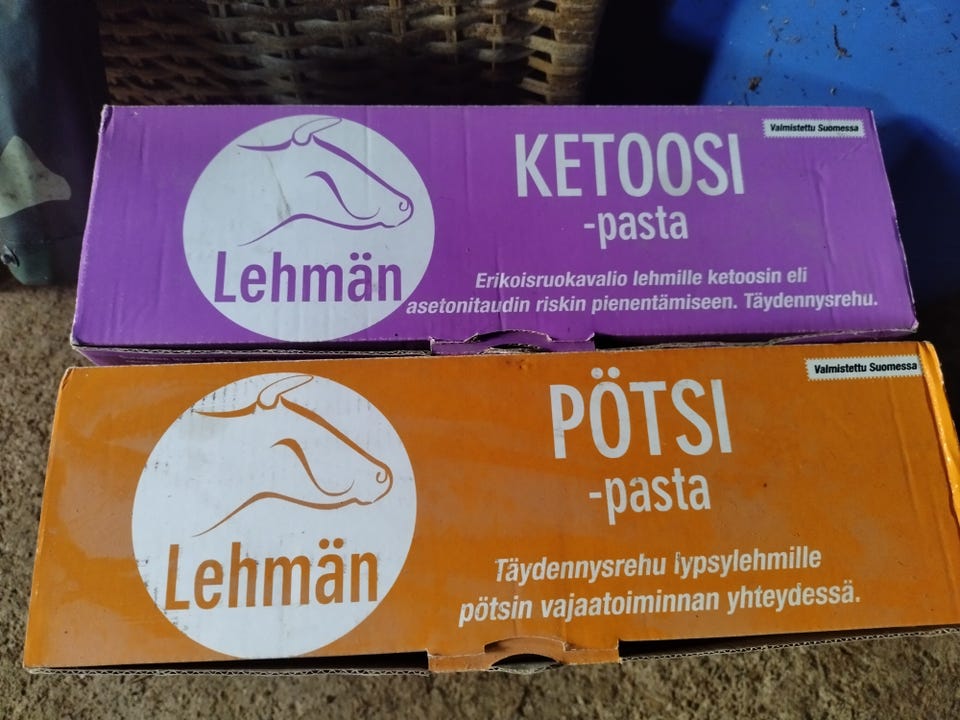 Valmistettu Suomessa
KETOOSI
-pasta
Lehmän
Erikoisruokavalio lehmille ketoosin eli
asetonitaudin riskin pienentämiseen. Täydennysrehu.
Valmistettu Suomessa
PÖTSI
-pasta
Lehmän
Täydennysrehu lypsylehmille
pötsin vajaatoiminnan yhteydessä.